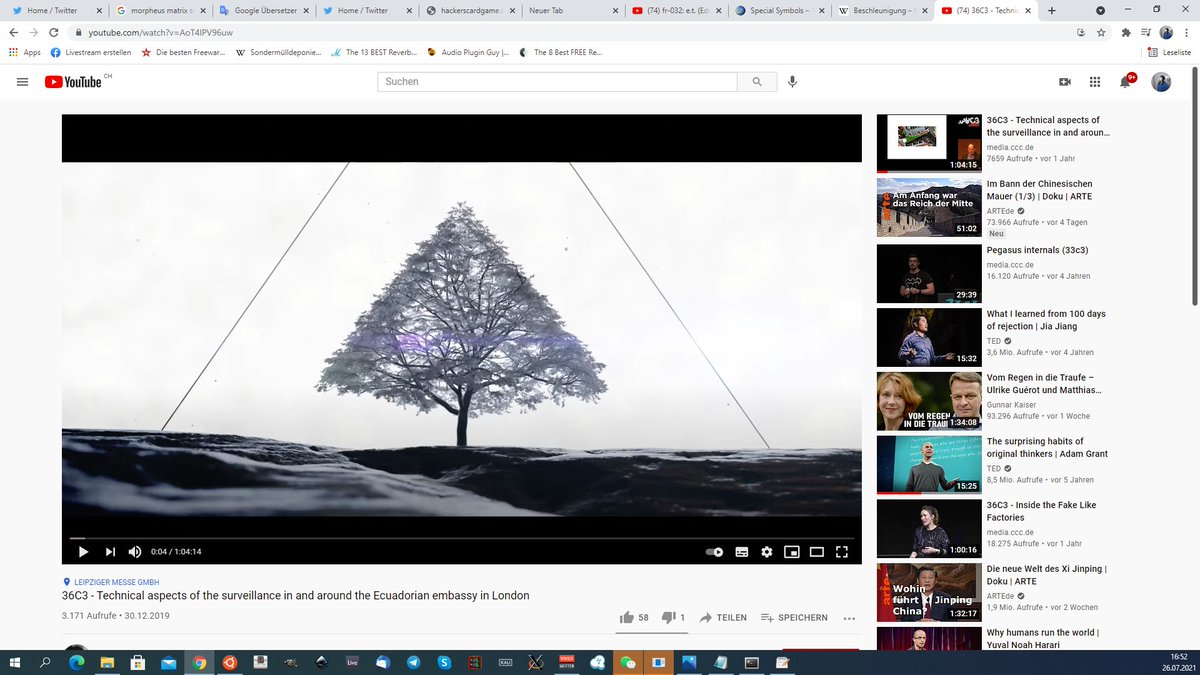 Home / Twitter
morpheus matrix s
Google Übersetzer
Home / Twitter
hackerscardgame.c
Neuer Tab
(74) fr-032: e.t. (Ed
Special Symbols –
Beschleunigung –
(74) 36C3 - Technic
youtube.com/watch?v=AoT4IPV96uw
Apps
Livestream erstellen
Die besten Freewar...
Sondermülldeponie...
The 13 BEST Reverb...
Audio Plugin Guy |...
The 8 Best FREE Re...
Leseliste
YouTube CH
Suchen
9+
36C3 - Technical aspects of
the surveillance in and aroun...
media.ccc.de
7659 Aufrufe • vor 1 Jahr
1:04:15
Am Anfang war
das Reich der Mitte
arte
51:02
Im Bann der Chinesischen
Mauer (1/3) | Doku | ARTE
ARTEde
73.966 Aufrufe • vor 4 Tagen
Neu
Pegasus internals (33c3)
media.ccc.de
16.120 Aufrufe • vor 4 Jahren
29:39
What I learned from 100 days
of rejection | Jia Jiang
TED
3,6 Mio. Aufrufe • vor 4 Jahren
15:32
Vom Regen in die Traufe –
Ulrike Guérot und Matthias...
Gunnar Kaiser
93.296 Aufrufe • vor 1 Woche
VOM REGEN
IN DIE TRAUF
1:34:08
The surprising habits of
original thinkers | Adam Grant
TED
8,5 Mio. Aufrufe • vor 5 Jahren
15:25
36C3 - Inside the Fake Like
Factories
media.ccc.de
18.275 Aufrufe • vor 1 Jahr
1:00:16
Die neue Welt des Xi Jinping |
Doku | ARTE
ARTEde
1,9 Mio. Aufrufe • vor 2 Wochen
Wohin
führt Xi Jinping
China?
1:32:17
Why humans run the world |
Yuval Noah Harari
0:04 / 1:04:14
LEIPZIGER MESSE GMBH
36C3 - Technical aspects of the surveillance in and around the Ecuadorian embassy in London
3.171 Aufrufe • 30.12.2019
58
1
TEILEN
SPEICHERN
Live
16:52
26.07.2021